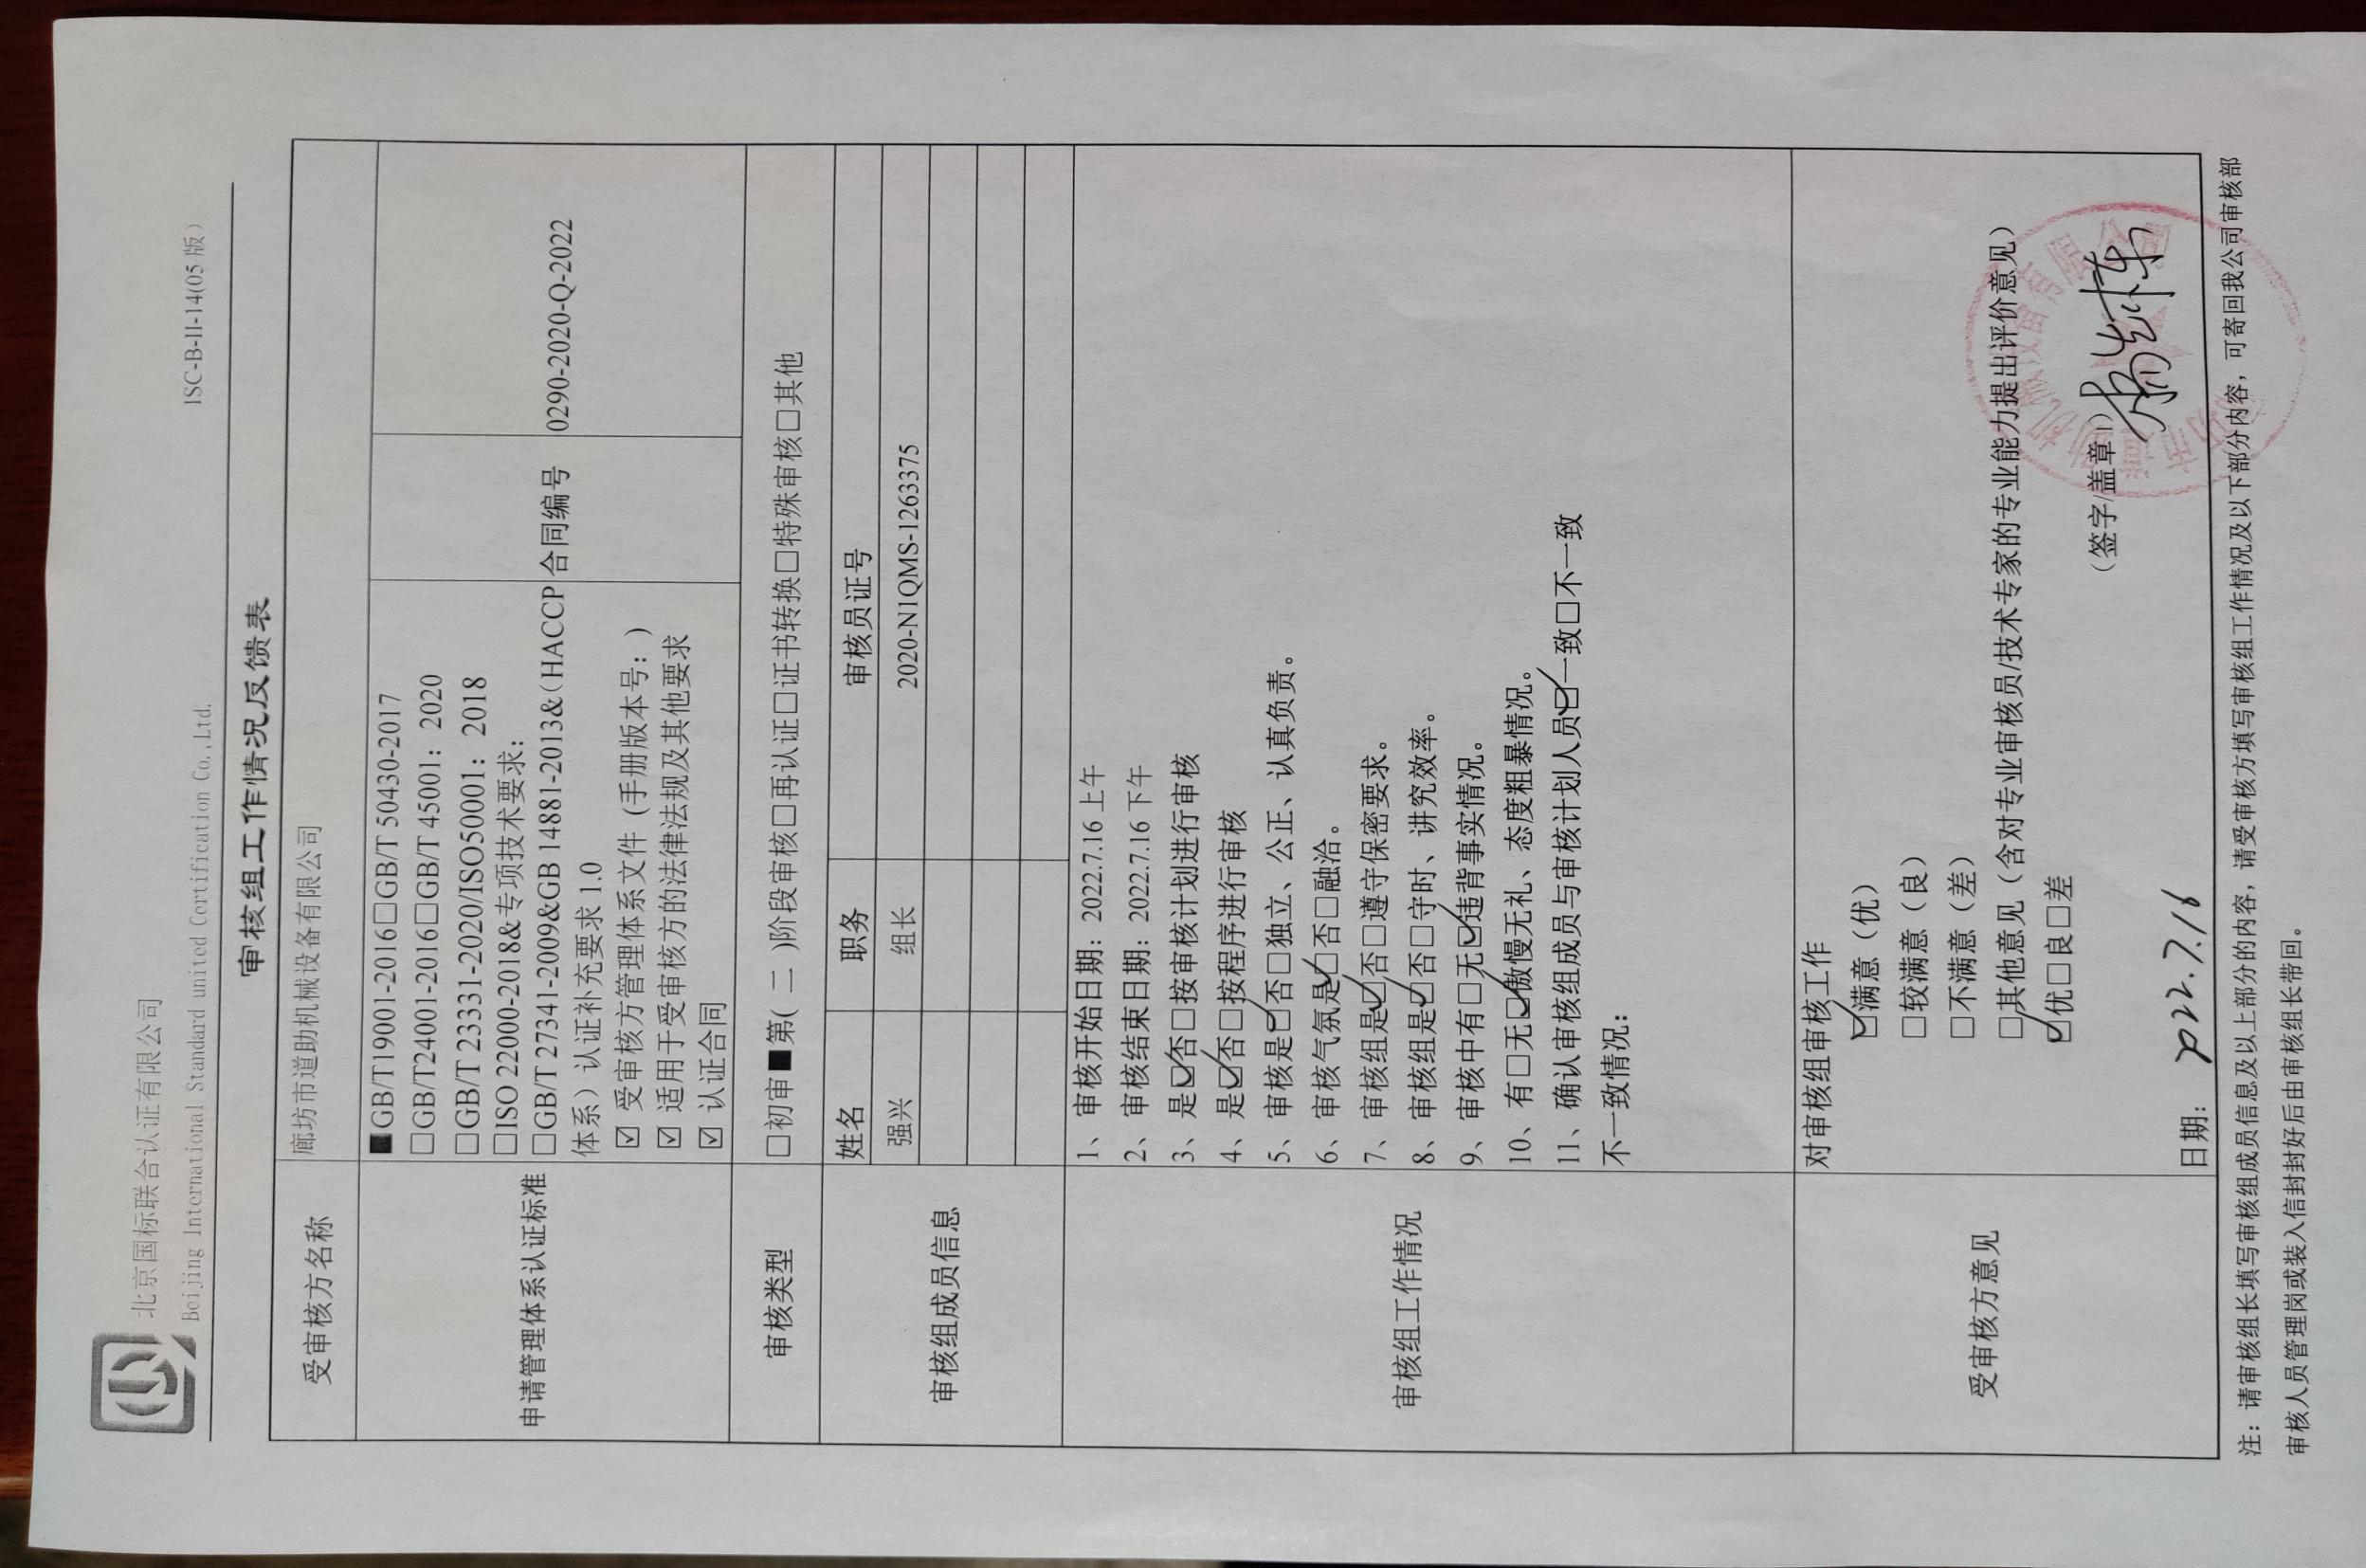 北京国标联合认证有限公司
Beijing International Standard united Certification Co.,Ltd.
ISC-B-II-14(05 版)
审核组工作情况反馈表
受审核方名称 廊坊市道助机械设备有限公司
申请管理体系认证标准
■GB/T19001-2016□GB/T 50430-2017
□GB/T24001-2016□GB/T 45001：2020
□GB/T 23331-2020/ISO50001：2018
□ISO 22000-2018&专项技术要求：
□GB/T 27341-2009&GB 14881-2013&(HACCP
体系）认证补充要求 1.0
☑ 受审核方管理体系文件（手册版本号：）
☑ 适用于受审核方的法律法规及其他要求
☑ 认证合同
合同编号 0290-2020-Q-2022
审核类型 □初审■第( 二 )阶段审核□再认证□证书转换□特殊审核□其他
审核组成员信息
姓名 职务 审核员证号
强兴 组长 2020-N1QMS-1263375
审核组工作情况
1、审核开始日期：2022.7.16 上午
2、审核结束日期：2022.7.16 下午
3、是☑否□按审核计划进行审核
4、是☑否□按程序进行审核
5、审核是☑否□独立、公正、认真负责。
6、审核气氛是☑否□融洽。
7、审核组是☑否□遵守保密要求。
8、审核组是☑否□守时、讲究效率。
9、审核中有□无☑违背事实情况。
10、有□无☑傲慢无礼、态度粗暴情况。
11、确认审核组成员与审核计划人员☑一致□不一致
不一致情况：
受审核方意见
对审核组审核工作
☑满意（优）
□较满意（良）
□不满意（差）
□其他意见（含对专业审核员/技术专家的专业能力提出评价意见）
☑优□良□差
（签字/盖章）
日期： 2022.7.16
注：请审核组长填写审核组成员信息及以上部分的内容，请受审核方填写审核组工作情况及以下部分内容，可寄回我公司审核部
审核人员管理岗或装入信封封好后由审核组长带回。